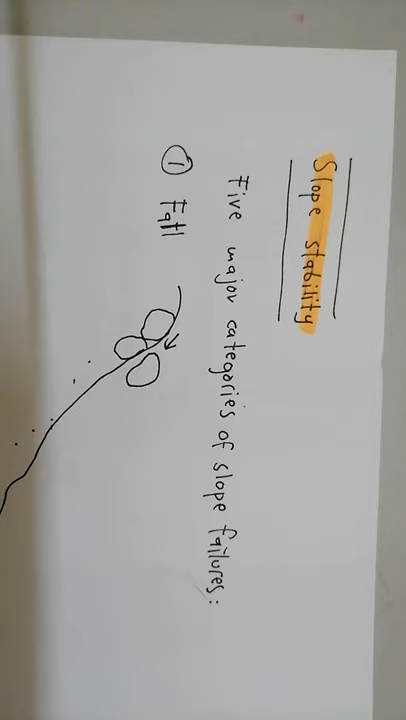 Slope stability
Five major categories of slope failures:
① Fall